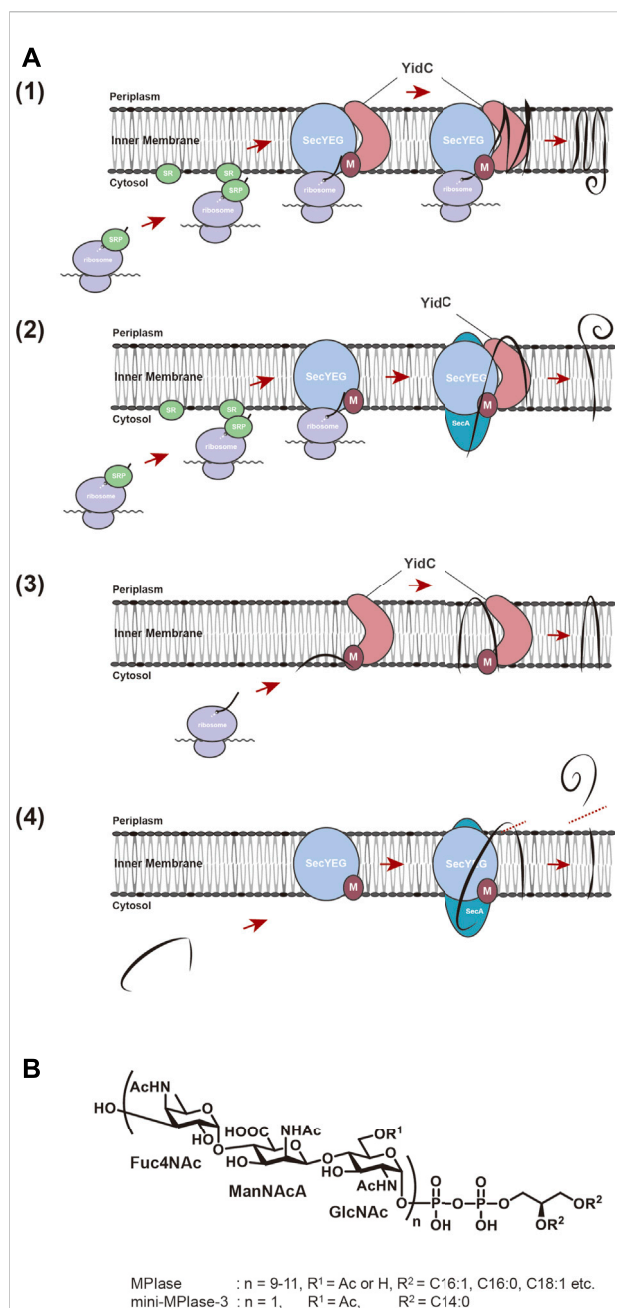 A
(1)
YidC
Periplasm
SecYEG
SecYEG
Inner Membrane
M
M
SR
SR
Cytosol
SRP
ribosome
ribosome
ribosome
SRP
ribosome
(2)
YidC
Periplasm
SecYEG
SecYEG
Inner Membrane
M
M
SR
SR
Cytosol
SecA
SRP
ribosome
ribosome
SRP
ribosome
(3)
YidC
Periplasm
Inner Membrane
M
M
Cytosol
ribosome
(4)
Periplasm
Inner Membrane
SecYEG
SecYEG
M
M
Cytosol
SecA
B
AcHN
HO
O
OH
HOOC
NHAc
OR¹
O
O
HO
O
HO
O
Fuc4NAc
AcHN
O
O
ManNAcA
O
P
O
P
O
OR²
GlcNAc
n
OH
OH
OR²
MPIase : n = 9-11, R¹ = Ac or H, R² = C16:1, C16:0, C18:1 etc.
mini-MPIase-3 : n = 1, R¹ = Ac, R² = C14:0